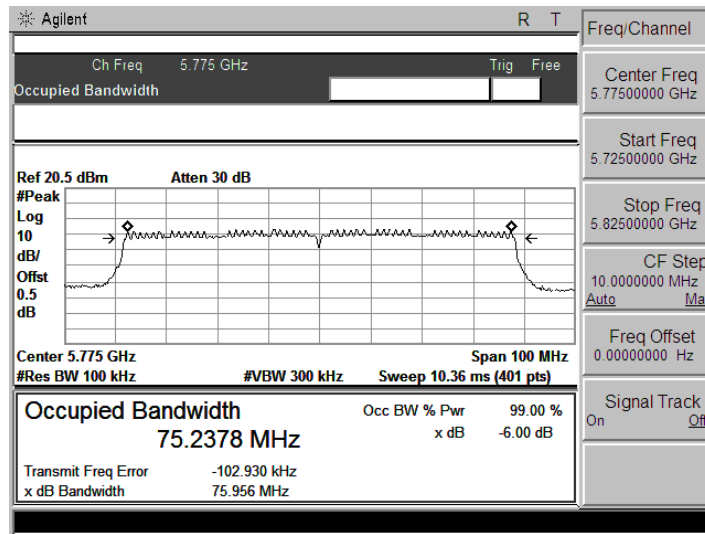 Agilent R T
Freq/Channel
Ch Freq 5.775 GHz Trig Free
Occupied Bandwidth
Center Freq
5.77500000 GHz
Start Freq
5.72500000 GHz
Stop Freq
5.82500000 GHz
CF Step
10.0000000 MHz
Auto Ma
Freq Offset
0.00000000 Hz
Signal Track
On Off
Ref 20.5 dBm Atten 30 dB
#Peak
Log
10
dB/
Offst
0.5
dB
Center 5.775 GHz Span 100 MHz
#Res BW 100 kHz #VBW 300 kHz Sweep 10.36 ms (401 pts)
Occupied Bandwidth Occ BW % Pwr 99.00 %
75.2378 MHz x dB -6.00 dB
Transmit Freq Error -102.930 kHz
x dB Bandwidth 75.956 MHz